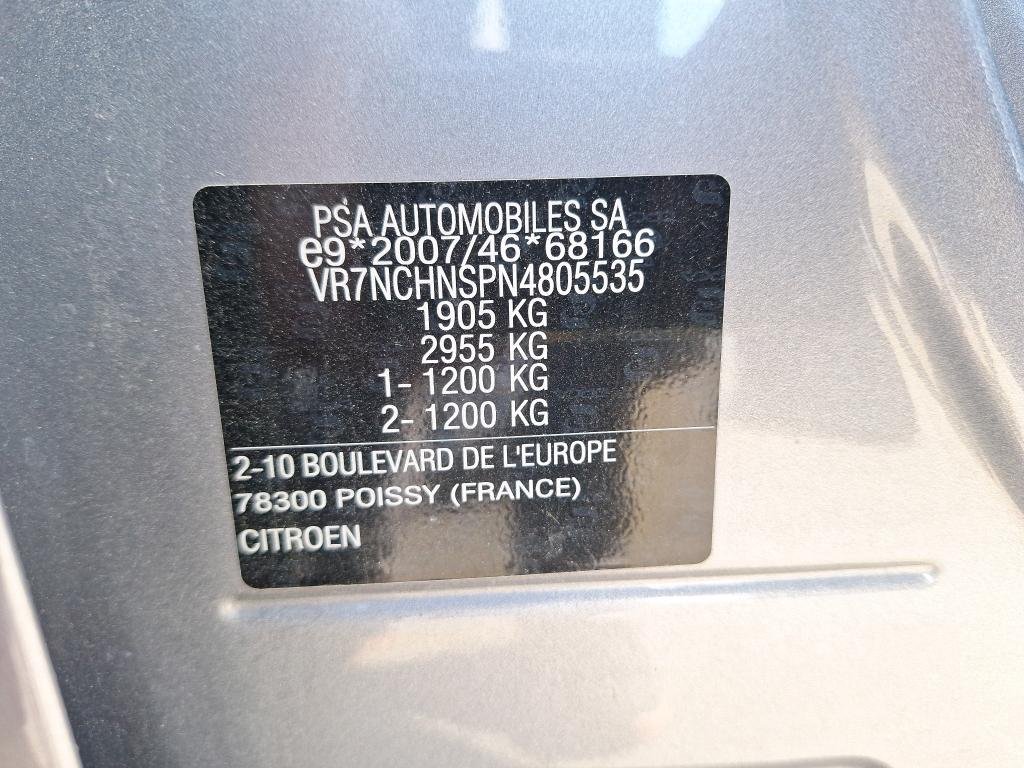 PSA AUTOMOBILES SA
e9*2007/46*68166
VR7NCHNSPN4805535
1905 KG
2955 KG
1- 1200 KG
2- 1200 KG
2-10 BOULEVARD DE L'EUROPE
78300 POISSY (FRANCE)
CITROEN